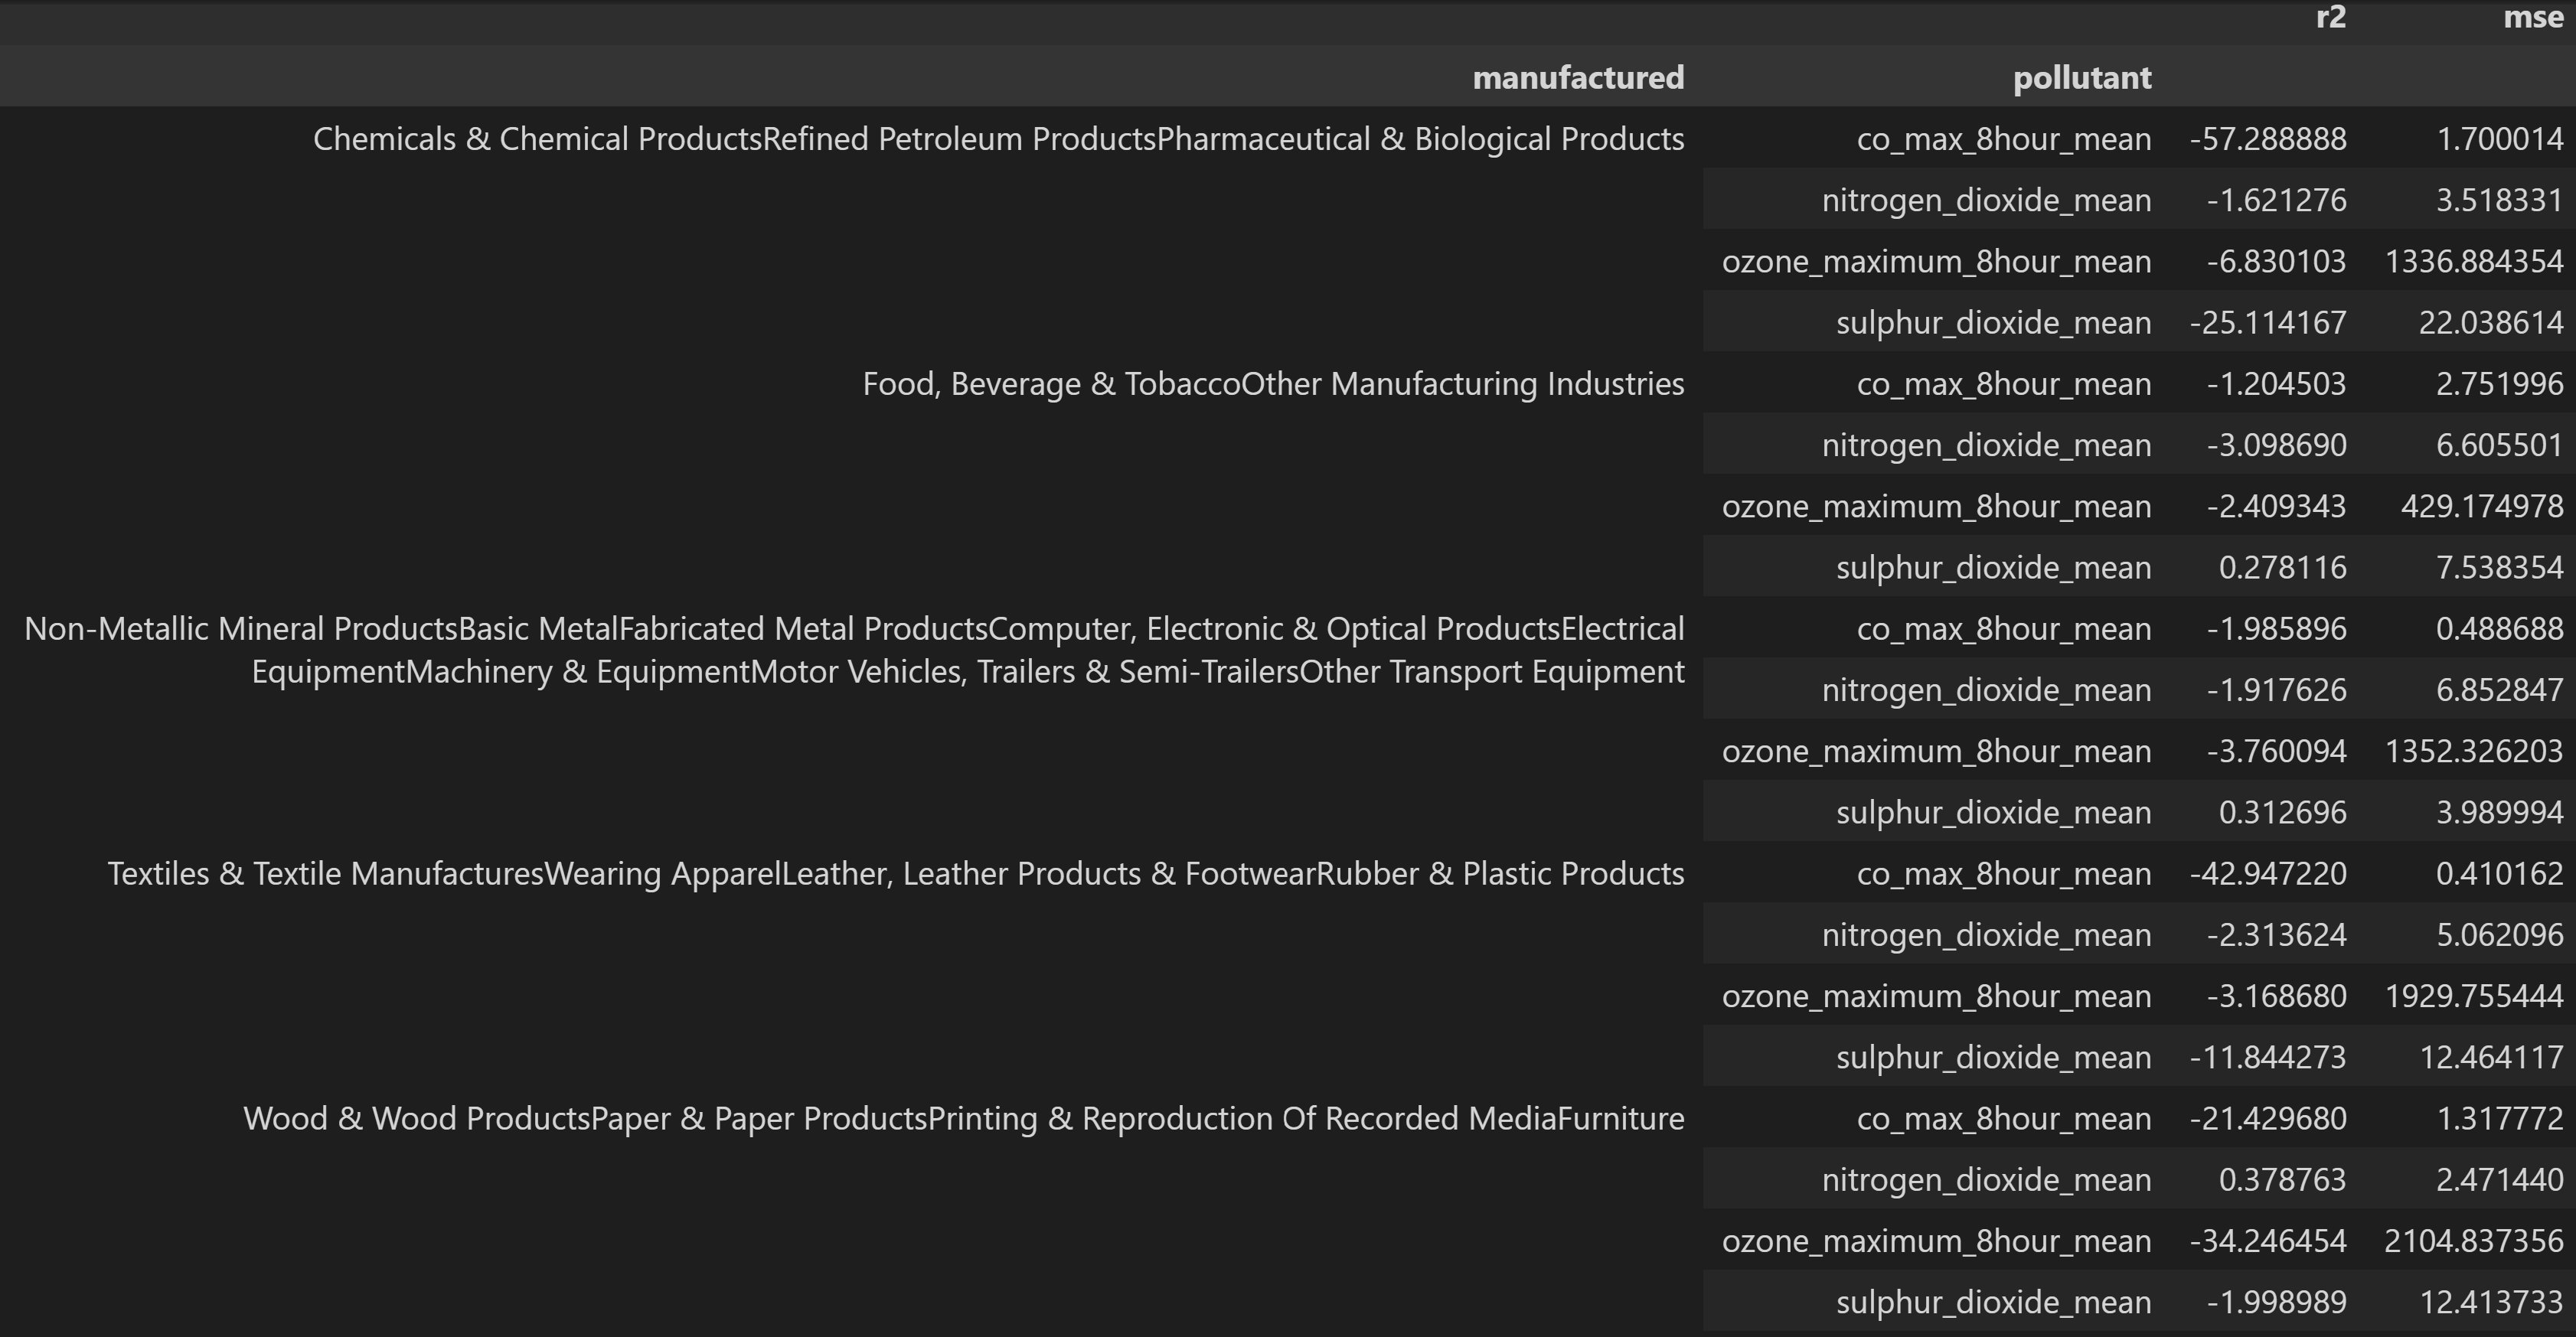 r2 mse
manufactured pollutant
Chemicals & Chemical ProductsRefined Petroleum ProductsPharmaceutical & Biological Products co_max_8hour_mean -57.288888 1.700014
nitrogen_dioxide_mean -1.621276 3.518331
ozone_maximum_8hour_mean -6.830103 1336.884354
sulphur_dioxide_mean -25.114167 22.038614
Food, Beverage & TobaccoOther Manufacturing Industries co_max_8hour_mean -1.204503 2.751996
nitrogen_dioxide_mean -3.098690 6.605501
ozone_maximum_8hour_mean -2.409343 429.174978
sulphur_dioxide_mean 0.278116 7.538354
Non-Metallic Mineral ProductsBasic MetalFabricated Metal ProductsComputer, Electronic & Optical ProductsElectrical co_max_8hour_mean -1.985896 0.488688
EquipmentMachinery & EquipmentMotor Vehicles, Trailers & Semi-TrailersOther Transport Equipment nitrogen_dioxide_mean -1.917626 6.852847
ozone_maximum_8hour_mean -3.760094 1352.326203
sulphur_dioxide_mean 0.312696 3.989994
Textiles & Textile ManufacturesWearing ApparelLeather, Leather Products & FootwearRubber & Plastic Products co_max_8hour_mean -42.947220 0.410162
nitrogen_dioxide_mean -2.313624 5.062096
ozone_maximum_8hour_mean -3.168680 1929.755444
sulphur_dioxide_mean -11.844273 12.464117
Wood & Wood ProductsPaper & Paper ProductsPrinting & Reproduction Of Recorded MediaFurniture co_max_8hour_mean -21.429680 1.317772
nitrogen_dioxide_mean 0.378763 2.471440
ozone_maximum_8hour_mean -34.246454 2104.837356
sulphur_dioxide_mean -1.998989 12.413733